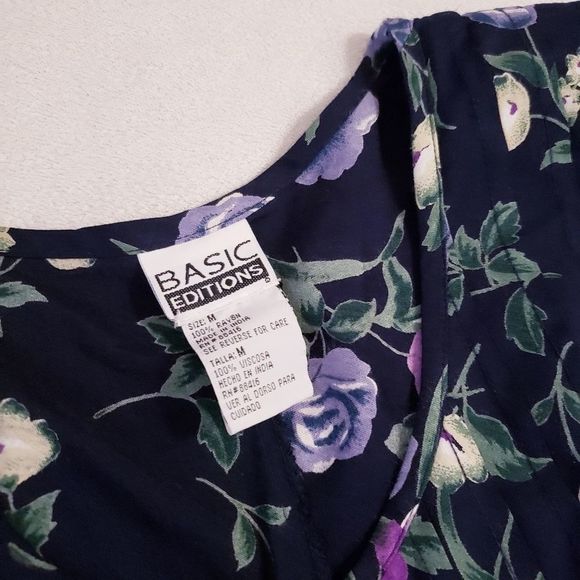 BASIC
EDITIONS
SIZE: M
100% RAYON
MADE IN INDIA
RN# 88416
SEE REVERSE FOR CARE
TALLA: M
100% VISCOSA
HECHO EN INDIA
RN# 88416
VER AL DORSO PARA
CUIDADO